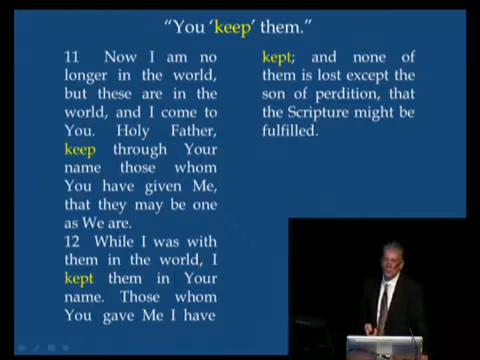 “You ‘keep’ them.”
11 Now I am no
longer in the world,
but these are in the
world, and I come to
You. Holy Father,
keep through Your
name those whom
You have given Me,
that they may be one
as We are.
12 While I was with
them in the world, I
kept them in Your
name. Those whom
You gave Me I have
kept; and none of
them is lost except the
son of perdition, that
the Scripture might be
fulfilled.